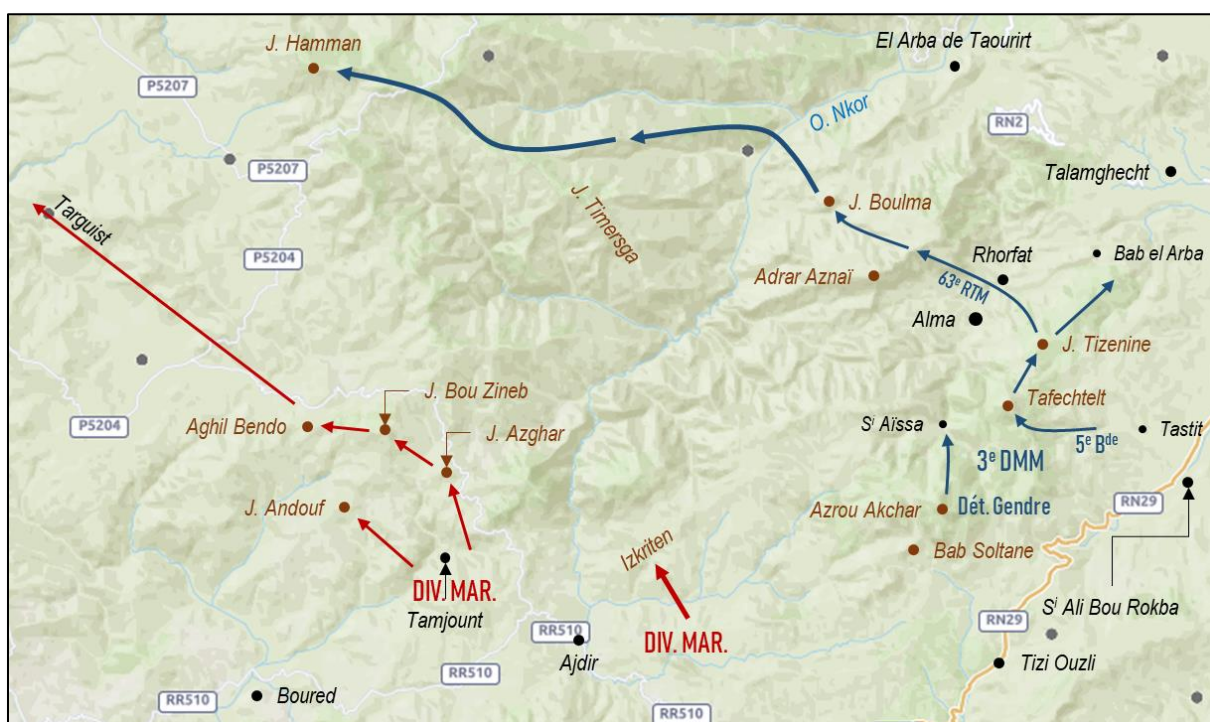 J. Hamman
El Arba de Taourirt
P5207
O. Nkor
RN2
P5207
Talamghecht
J. Timersga
J. Boulma
Targuist
Rhorfat
Bab el Arba
P5204
Adrar Aznaï
63e RTM
Alma
J. Tizenine
J. Bou Zineb
Tafechtelt
P5204
Aghil Bendo
Si Aïssa
5e Bde
Tastit
J. Azghar
3e DMM
J. Andouf
Azrou Akchar
Dét. Gendre
RN29
Izkriten
Bab Soltane
DIV. MAR.
Tamjount
Si Ali Bou Rokba
RN29
RR510
DIV. MAR.
Ajdir
Tizi Ouzli
RR510
RR510
Boured
RR510